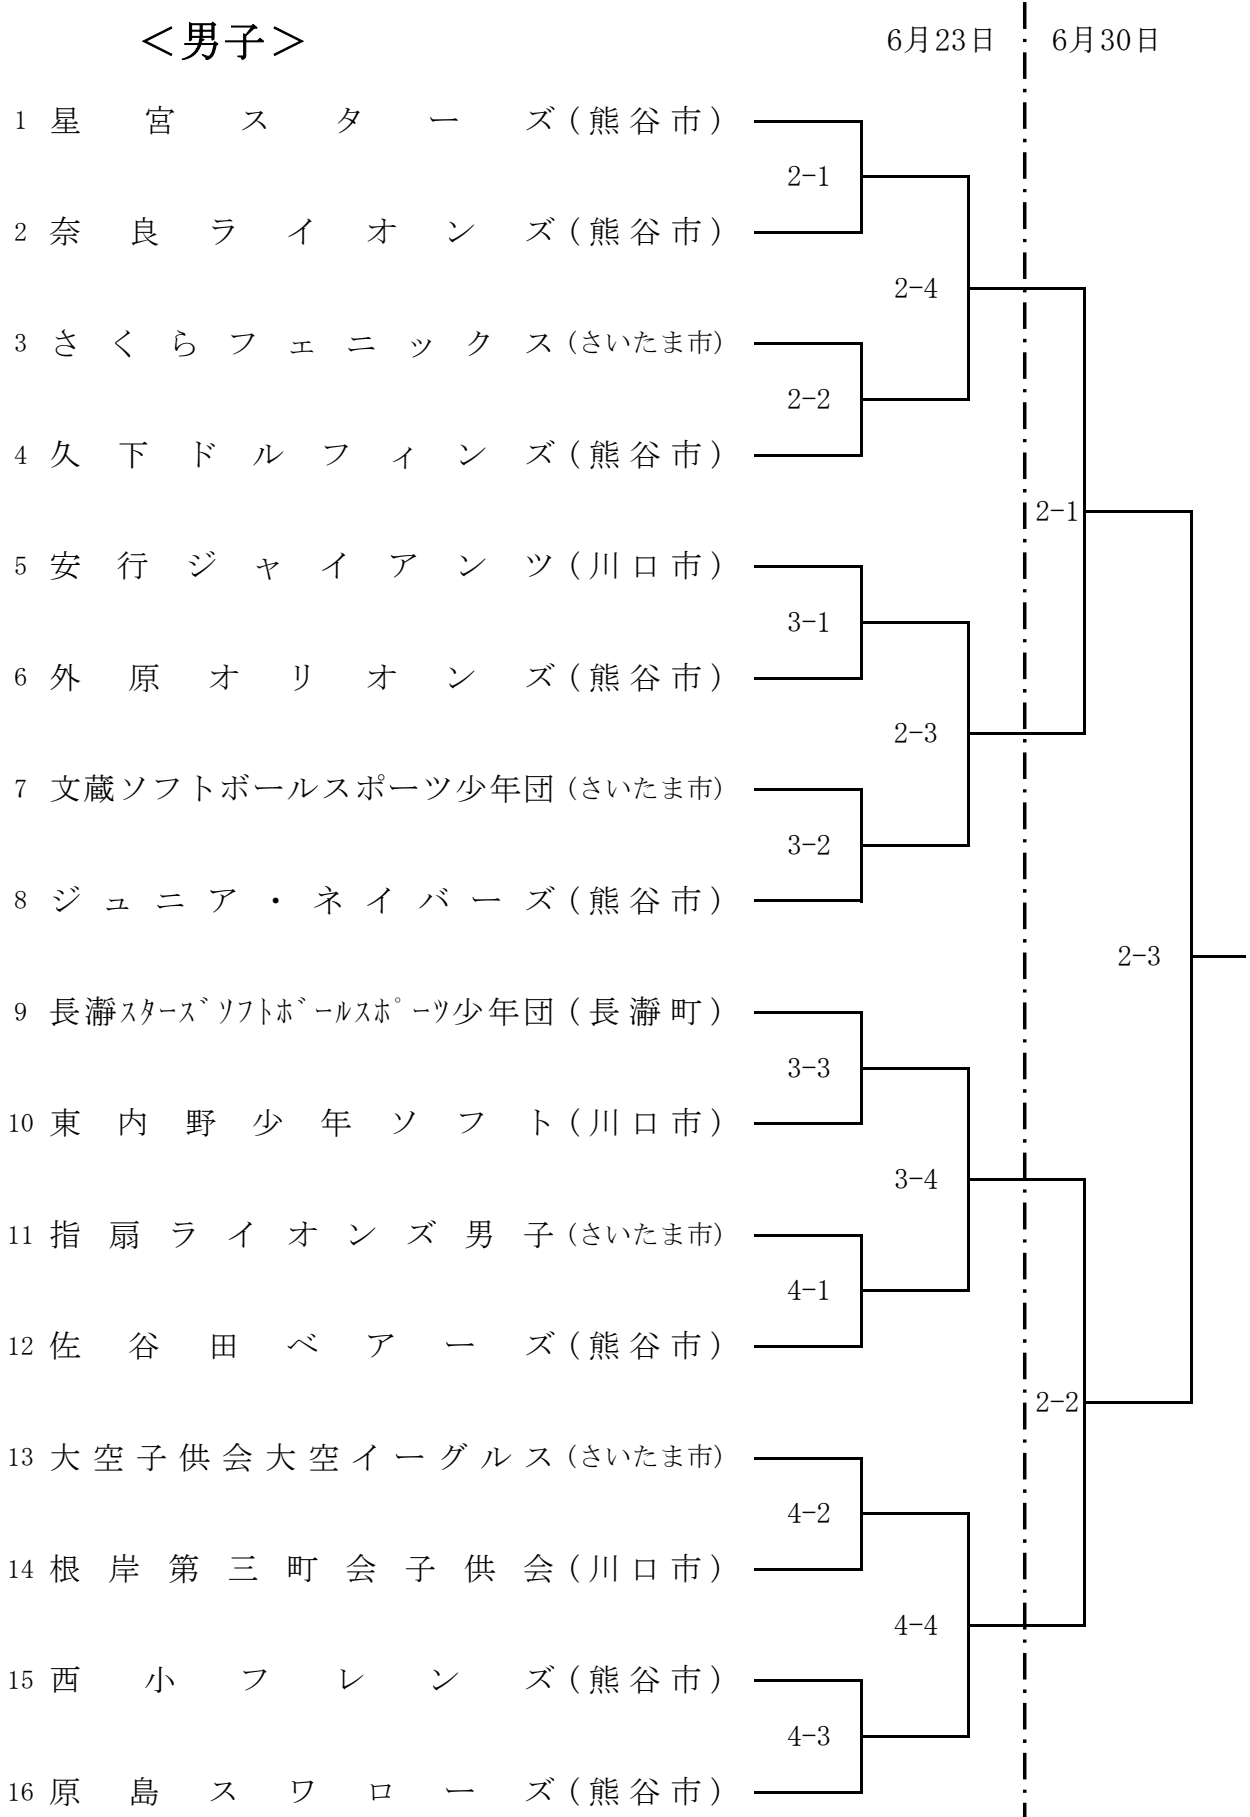 ＜男子＞ 6月23日 6月30日
1 星宮スターズ(熊谷市)
2-1
2 奈良ライオンズ(熊谷市)
2-4
3 さくらフェニックス(さいたま市)
2-2
4 久下ドルフィンズ(熊谷市)
2-1
5 安行ジャイアンツ(川口市)
3-1
6 外原オリオンズ(熊谷市)
2-3
7 文蔵ソフトボールスポーツ少年団(さいたま市)
3-2
8 ジュニア・ネイバーズ(熊谷市)
2-3
9 長瀞ｽﾀｰｽﾞｿﾌﾄﾎﾞｰﾙｽﾎﾟｰﾂ少年団(長瀞町)
3-3
10 東内野少年ソフト(川口市)
3-4
11 指扇ライオンズ男子(さいたま市)
4-1
12 佐谷田ベアーズ(熊谷市)
2-2
13 大空子供会大空イーグルス(さいたま市)
4-2
14 根岸第三町会子供会(川口市)
4-4
15 西小フレンズ(熊谷市)
4-3
16 原島スワローズ(熊谷市)